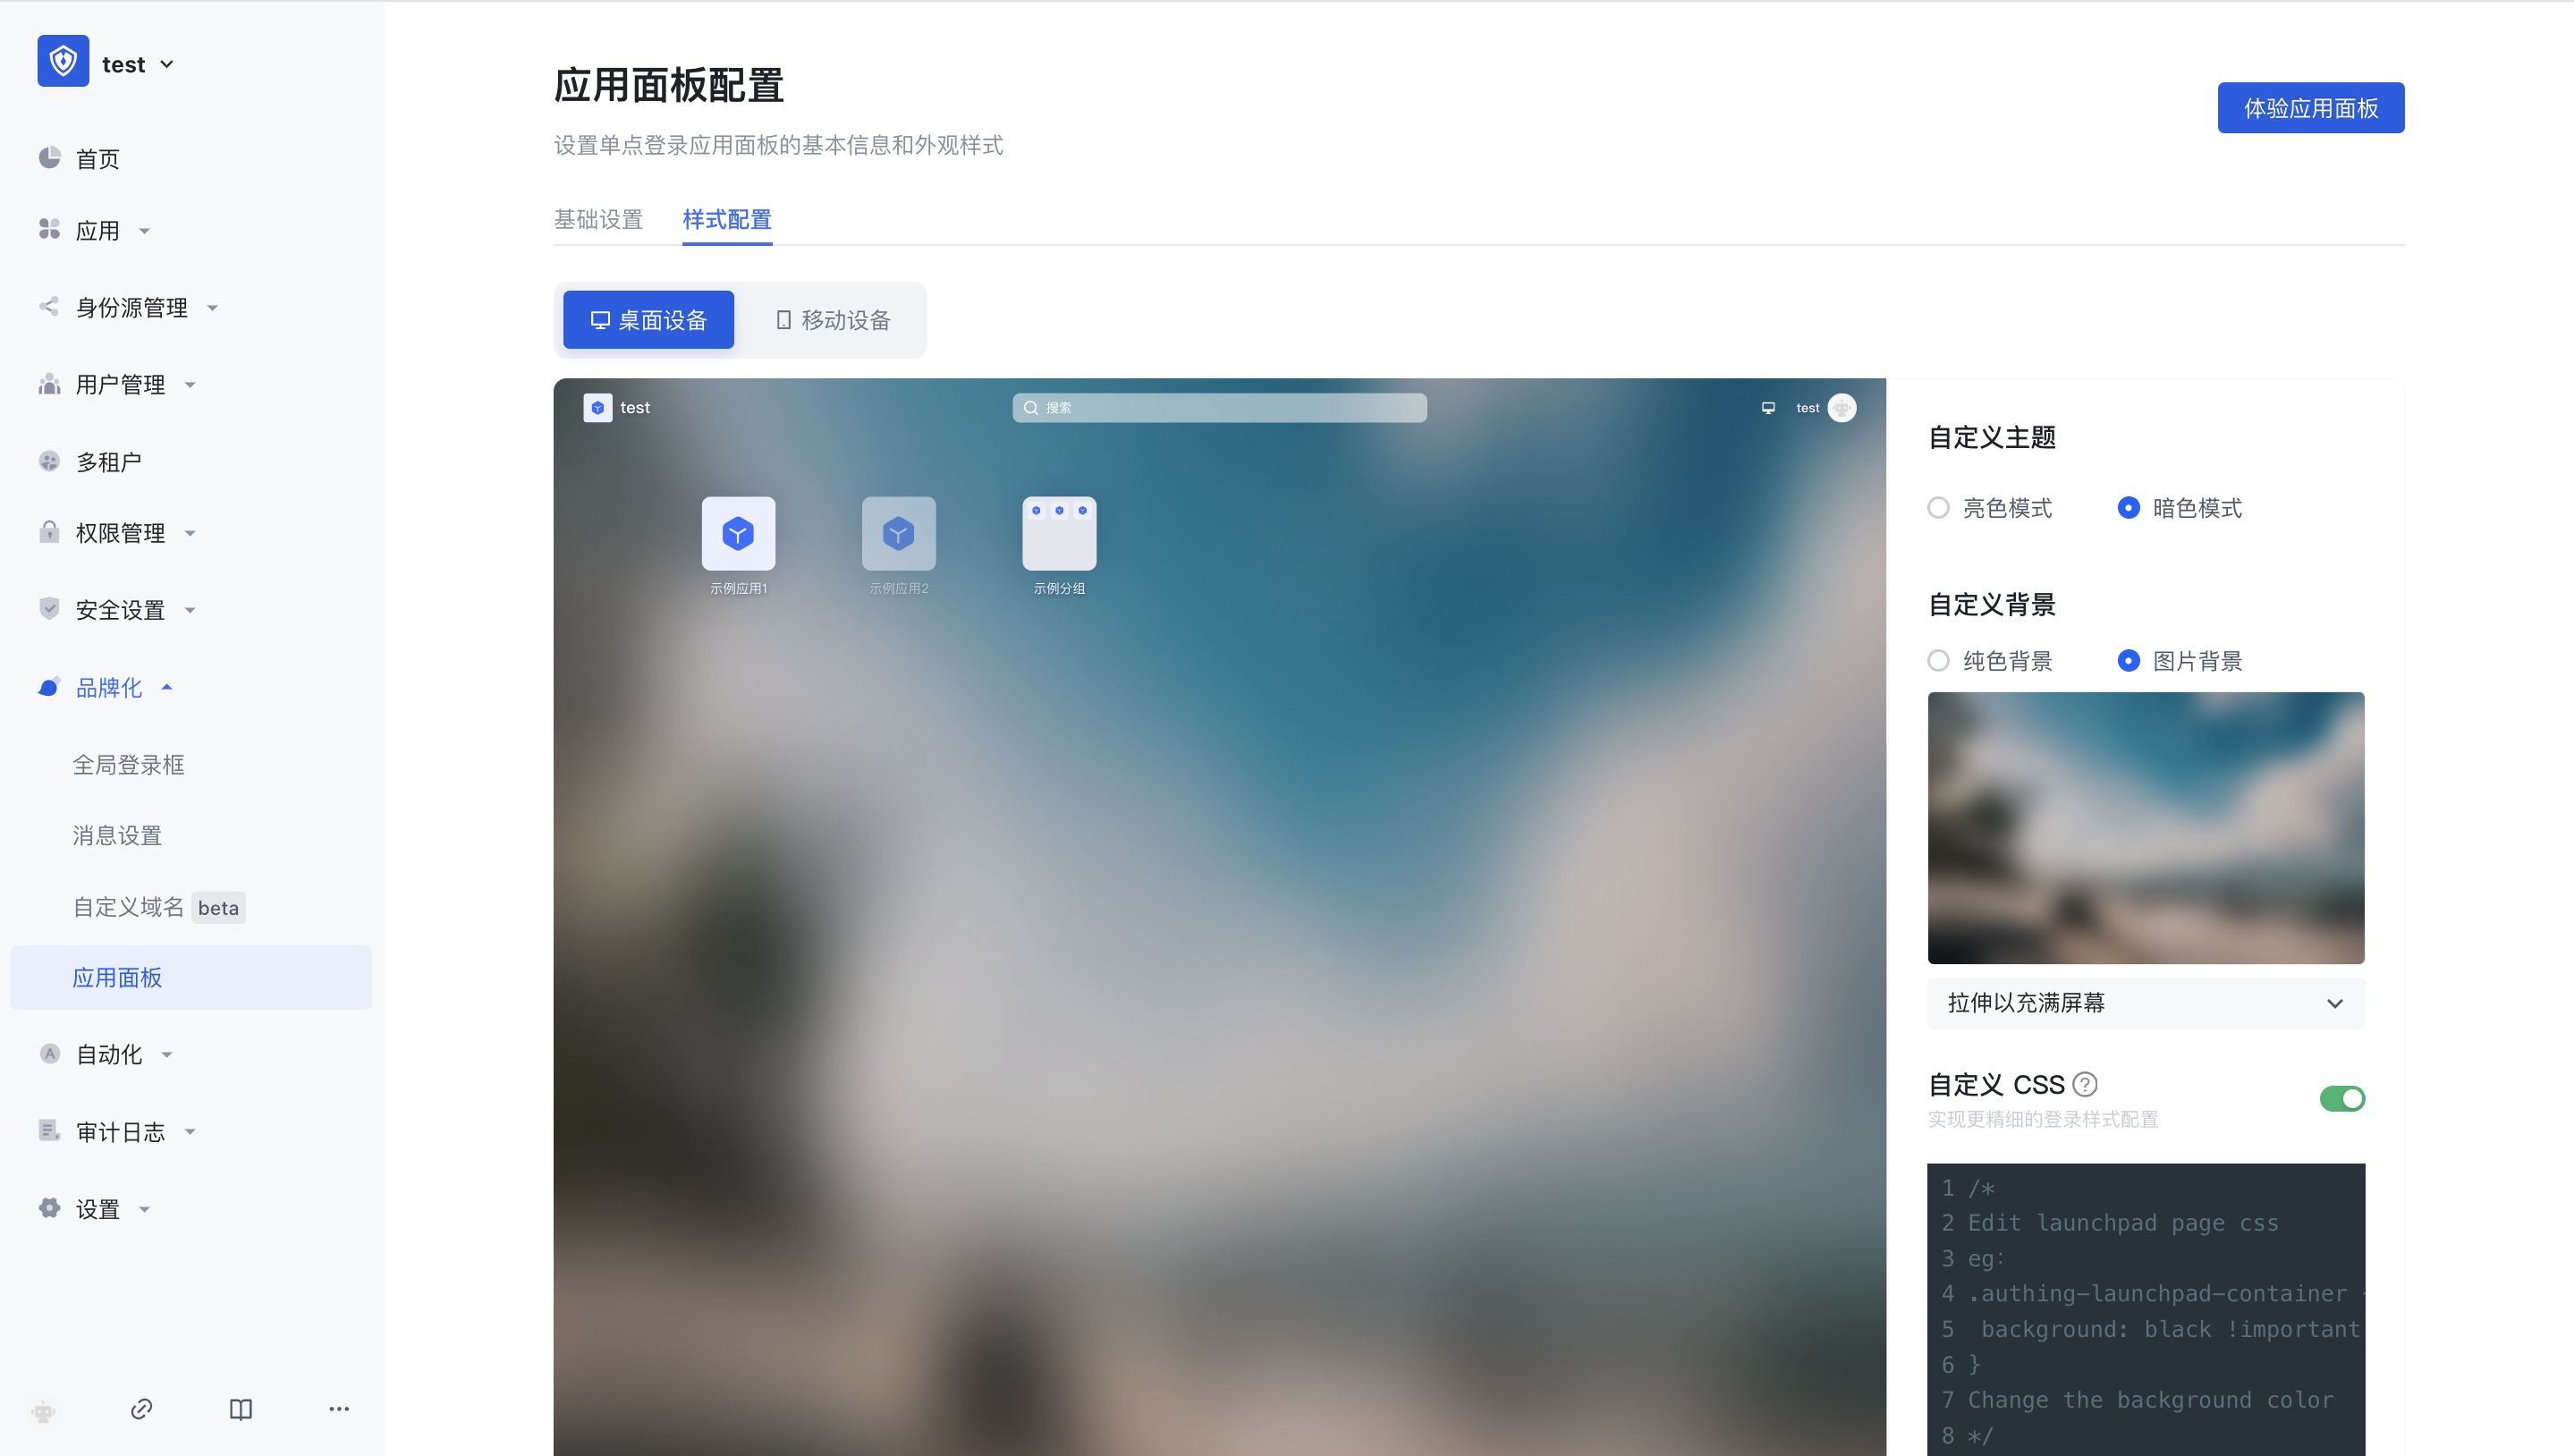 test
首页
应用
身份源管理
用户管理
多租户
权限管理
安全设置
品牌化
全局登录框
消息设置
自定义域名 beta
应用面板
自动化
审计日志
设置
应用面板配置
设置单点登录应用面板的基本信息和外观样式
体验应用面板
基础设置 样式配置
桌面设备 移动设备
test 搜索 test
示例应用1 示例应用2 示例分组
自定义主题
亮色模式 暗色模式
自定义背景
纯色背景 图片背景
拉伸以充满屏幕
自定义 CSS ?
实现更精细的登录样式配置
1 /*
2 Edit launchpad page css
3 eg:
4 .authing-launchpad-container
5 background: black !important
6 }
7 Change the background color
8 */